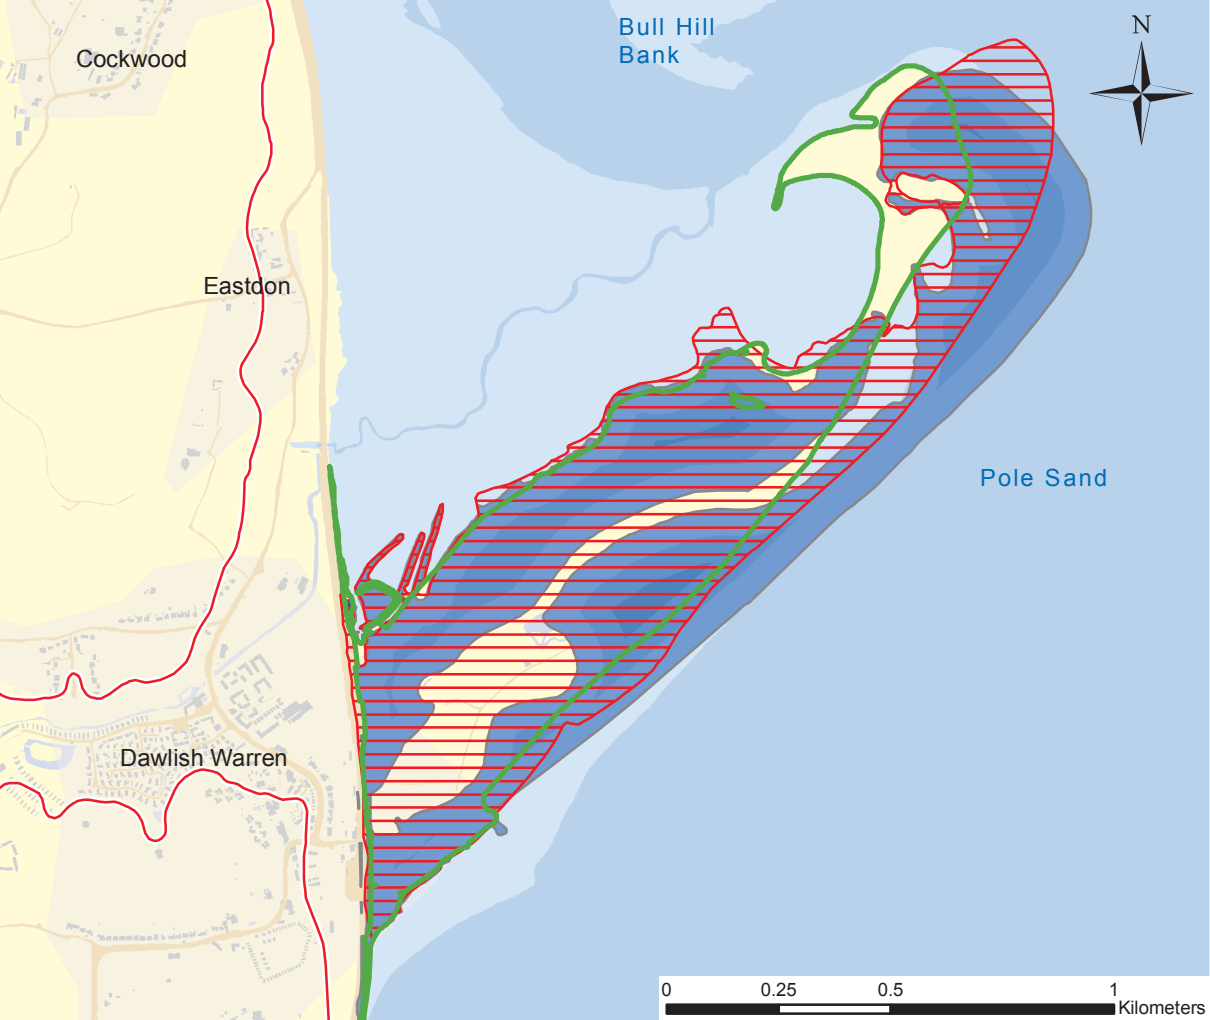 Bull Hill
Bank
N
Cockwood
Eastdon
Pole Sand
Dawlish Warren
0 0.25 0.5 1
Kilometers